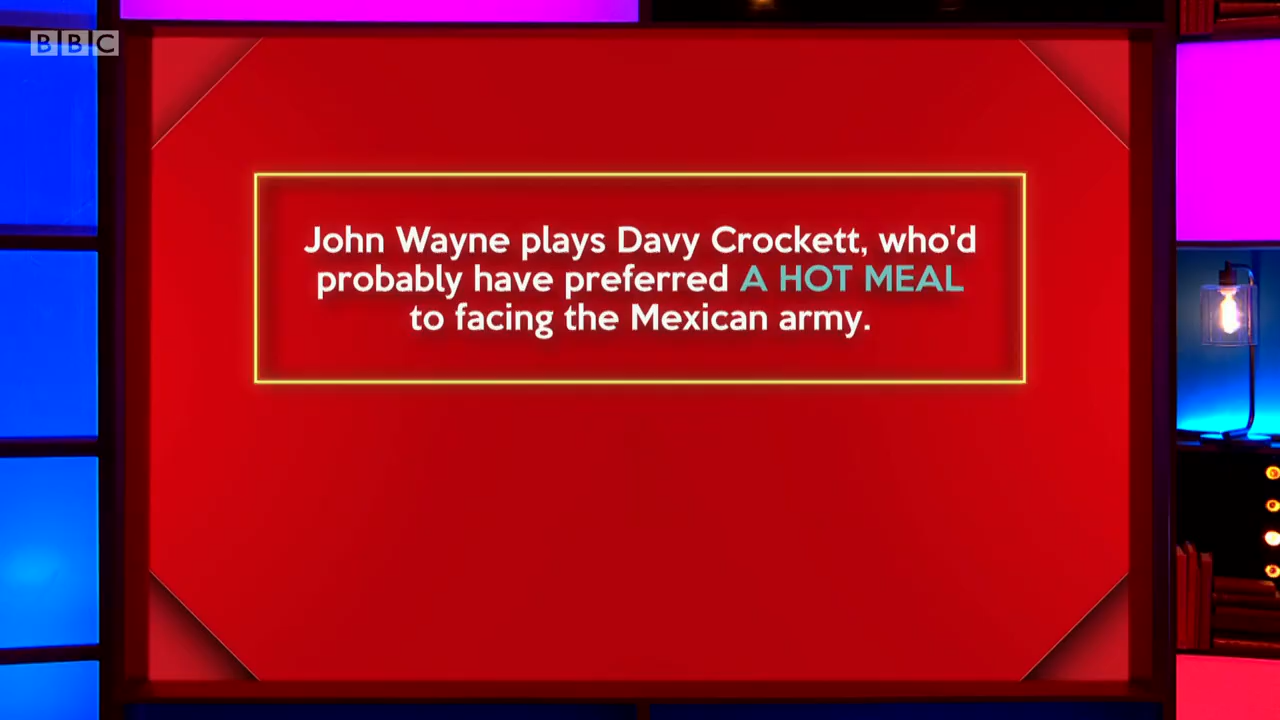 BBC
John Wayne plays Davy Crockett, who'd
probably have preferred A HOT MEAL
to facing the Mexican army.